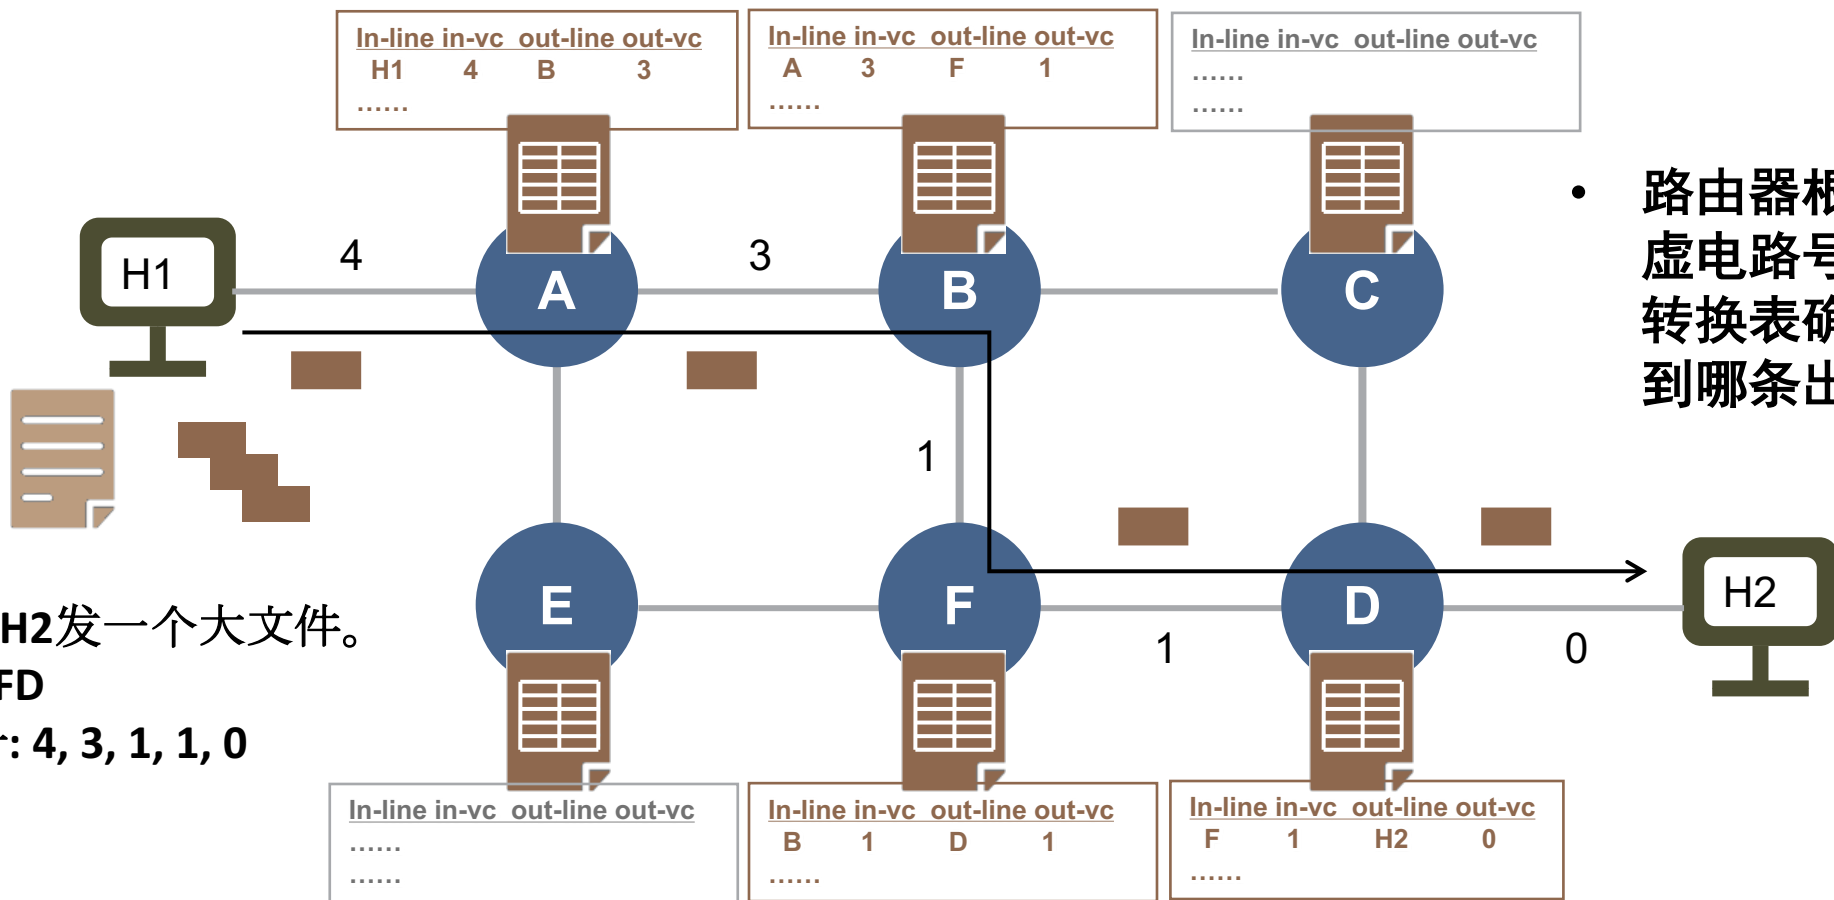 In-line in-vc out-line out-vc
H1 4 B 3
......
In-line in-vc out-line out-vc
A 3 F 1
......
In-line in-vc out-line out-vc
......
......
• 路由器根
虚电路号
转换表确
到哪条出
H1
4
A
3
B
C
1
E
F
1
D
0
H2
H2发一个大文件。
FD
: 4, 3, 1, 1, 0
In-line in-vc out-line out-vc
......
......
In-line in-vc out-line out-vc
B 1 D 1
......
In-line in-vc out-line out-vc
F 1 H2 0
......